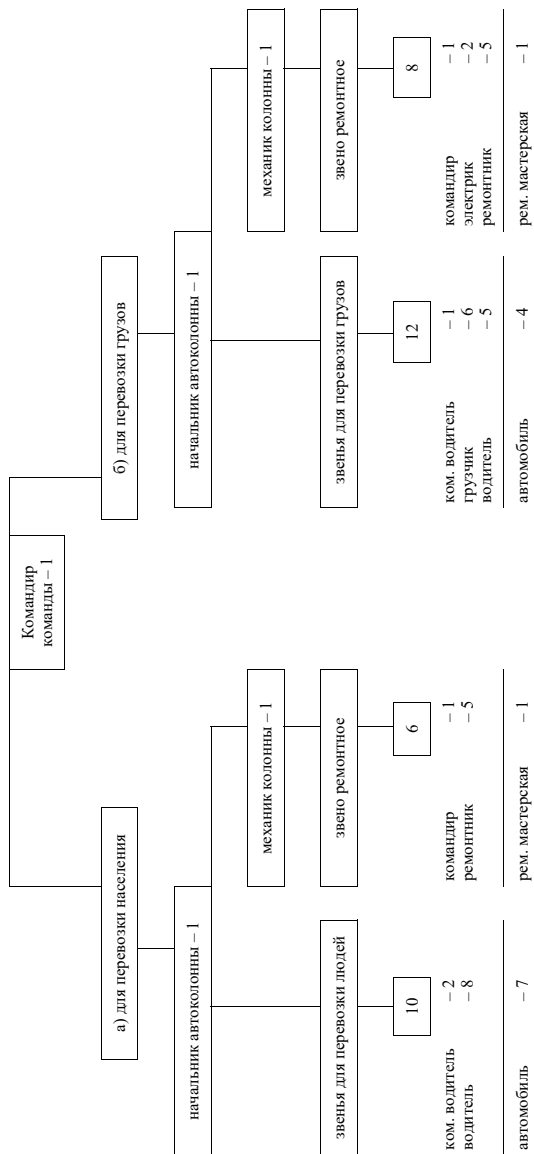 Командир
команды – 1
а) для перевозки населения
б) для перевозки грузов
начальник автоколонны – 1
начальник автоколонны – 1
механик колонны – 1
механик колонны – 1
звенья для перевозки людей
звено ремонтное
звенья для перевозки грузов
звено ремонтное
10
6
12
8
ком. водитель – 2
водитель – 8
автомобиль – 7
командир – 1
ремонтник – 5
рем. мастерская – 1
ком. водитель – 1
грузчик – 6
водитель – 5
автомобиль – 4
командир – 1
электрик – 2
ремонтник – 5
рем. мастерская – 1